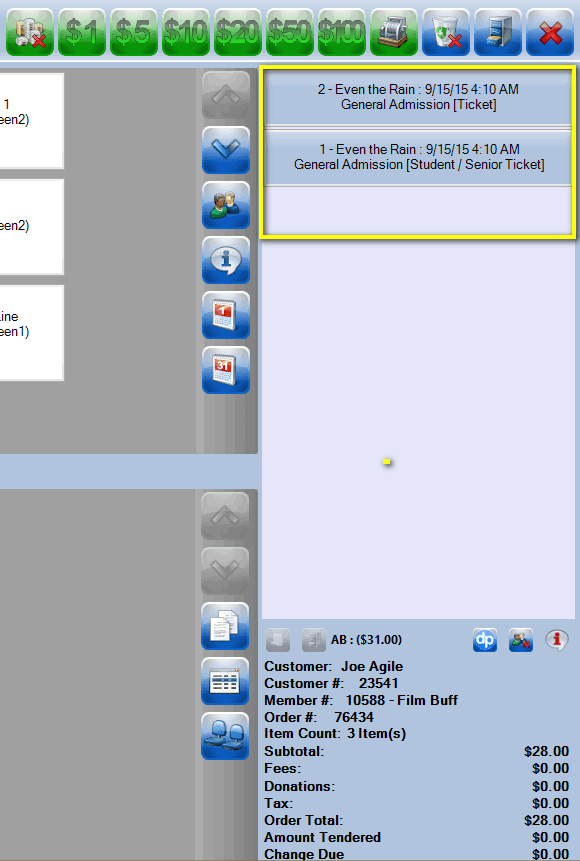 $1 $5 $10 $20 $50 $100
1
een2)
een2)
ine
een1)
1
31
2 - Even the Rain : 9/15/15 4:10 AM
General Admission [Ticket]
1 - Even the Rain : 9/15/15 4:10 AM
General Admission [Student / Senior Ticket]
AB : ($31.00)
dp
Customer: Joe Agile
Customer #: 23541
Member #: 10588 - Film Buff
Order #: 76434
Item Count: 3 Item(s)
Subtotal: $28.00
Fees: $0.00
Donations: $0.00
Tax: $0.00
Order Total: $28.00
Amount Tendered $0.00
Change Due $0.00